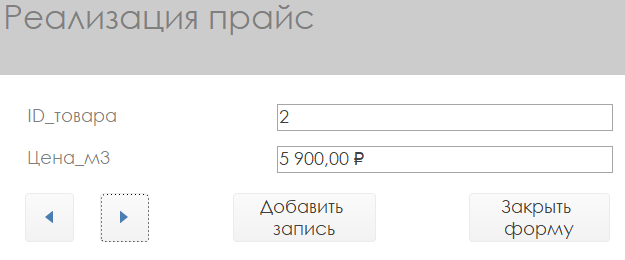 Реализация прайс
ID_товара
2
Цена_м3
5 900,00 ₽
Добавить
запись
Закрыть
форму